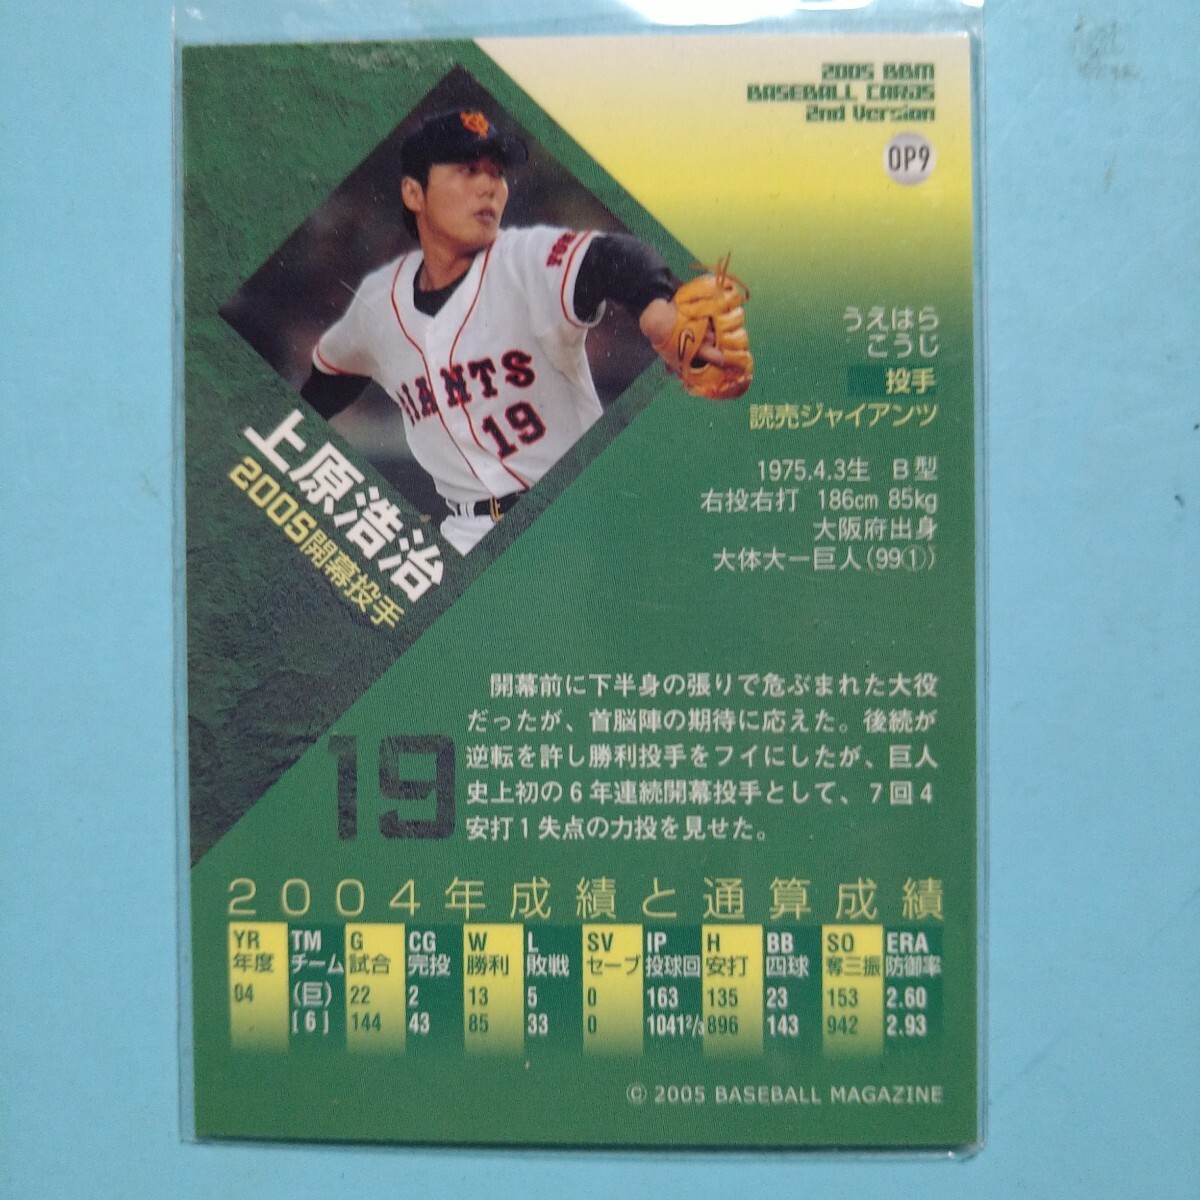 2005 BBM
BASEBALL CARDS
2nd Version
OP9
うえはら
こうじ
投手
読売ジャイアンツ
1975.4.3生 B型
右投右打 186cm 85kg
大阪府出身
大体大ー巨人(99①)
GIANTS
19
上原浩治
2005開幕投手
開幕前に下半身の張りで危ぶまれた大役
だったが、首脳陣の期待に応えた。後続が
逆転を許し勝利投手をフイにしたが、巨人
史上初の6年連続開幕投手として、7回4
安打1失点の力投を見せた。
19
2004年成績と通算成績
YR TM G CG W L SV IP H BB SO ERA
年度 チーム 試合 完投 勝利 敗戦 セーブ 投球回 安打 四球 奪三振 防御率
04 (巨) 22 2 13 5 0 163 135 23 153 2.60
[6] 144 43 85 33 0 1041 2/3 896 143 942 2.93
© 2005 BASEBALL MAGAZINE